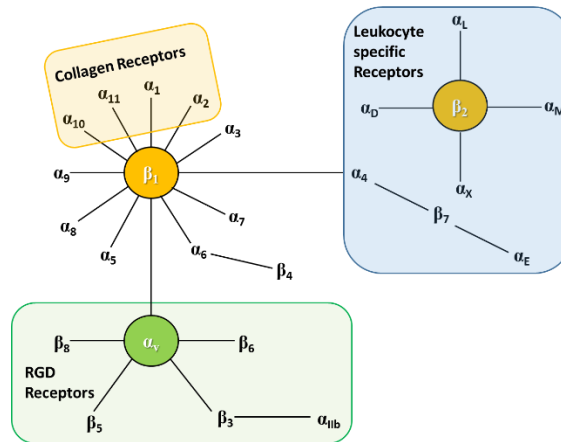 Collagen Receptors
α10
α11
α1
α2
α3
α9
β1
α8
α5
α6
α7
β4
Leukocyte
specific
Receptors
αL
αD
β2
αM
αX
α4
β7
αE
β8
αv
β6
RGD
Receptors
β5
β3
αIIb